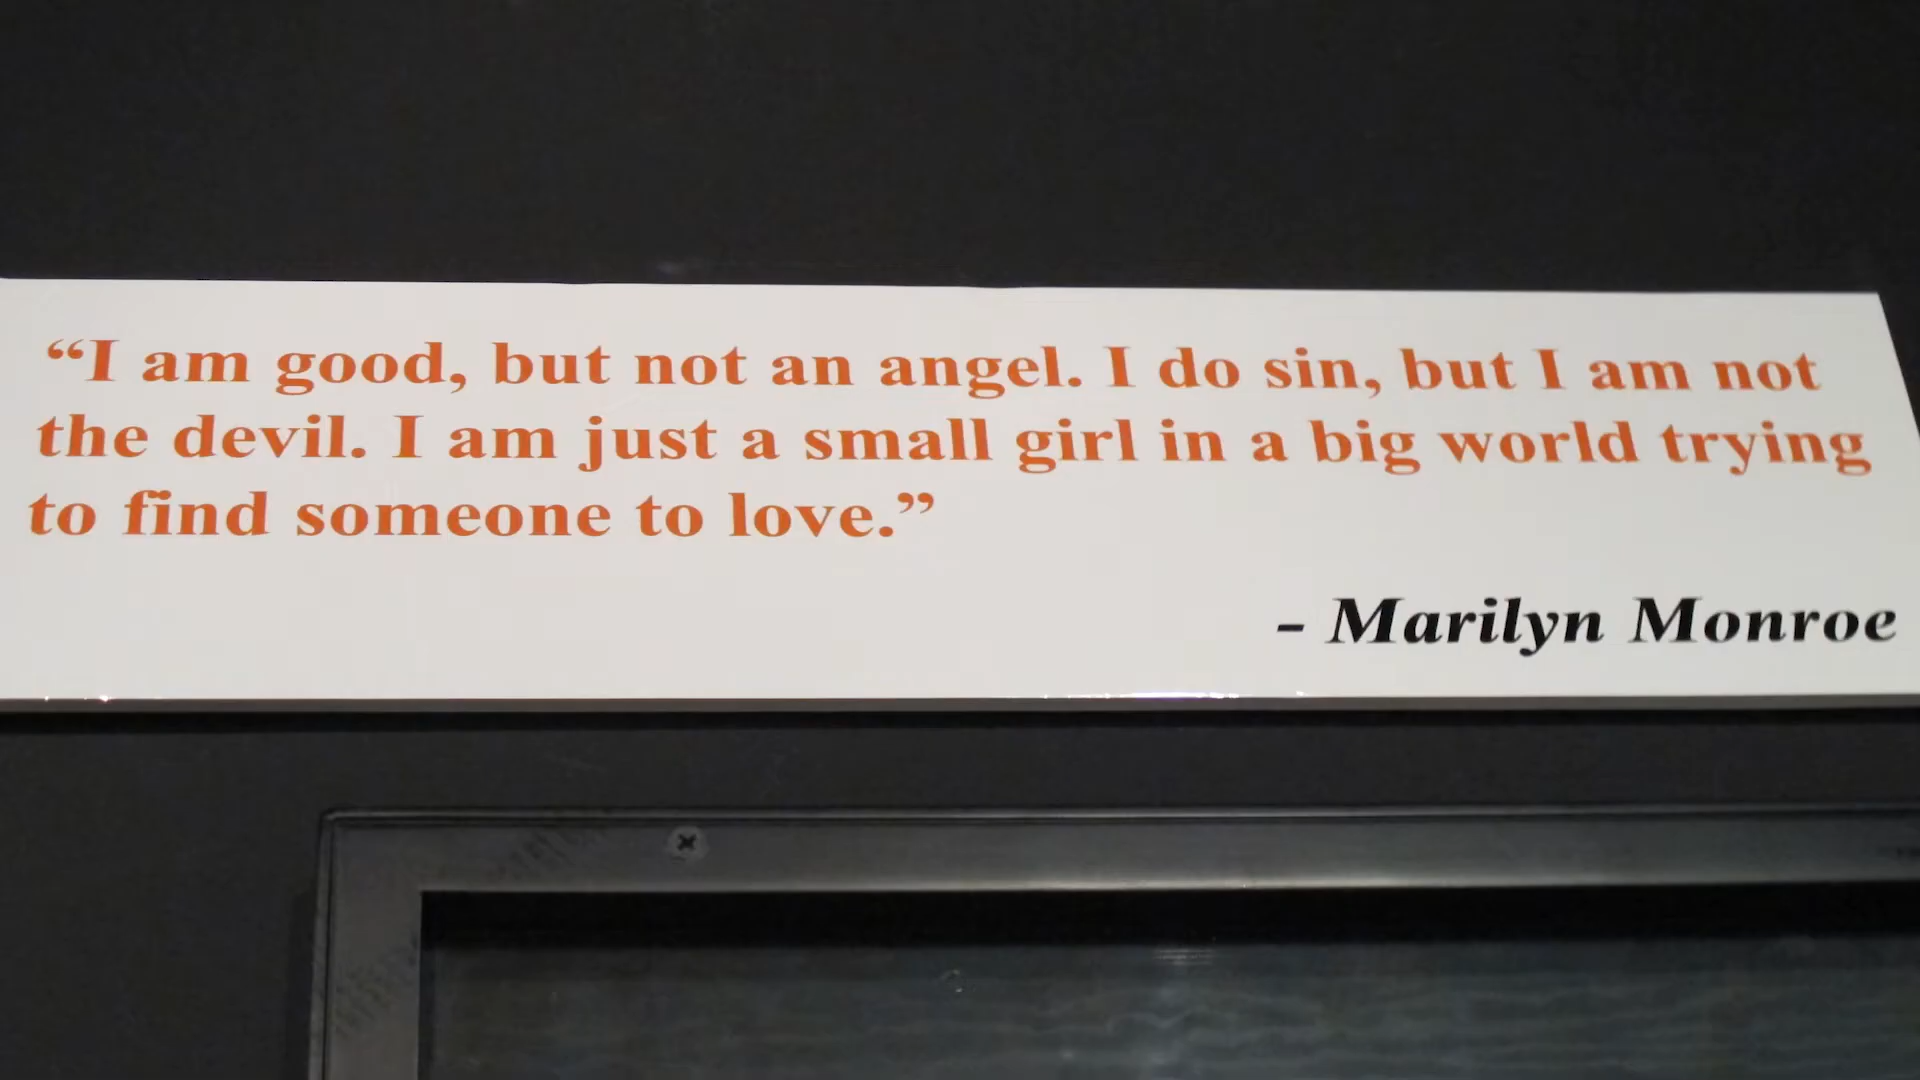 “I am good, but not an angel. I do sin, but I am not
the devil. I am just a small girl in a big world trying
to find someone to love.”
- Marilyn Monroe